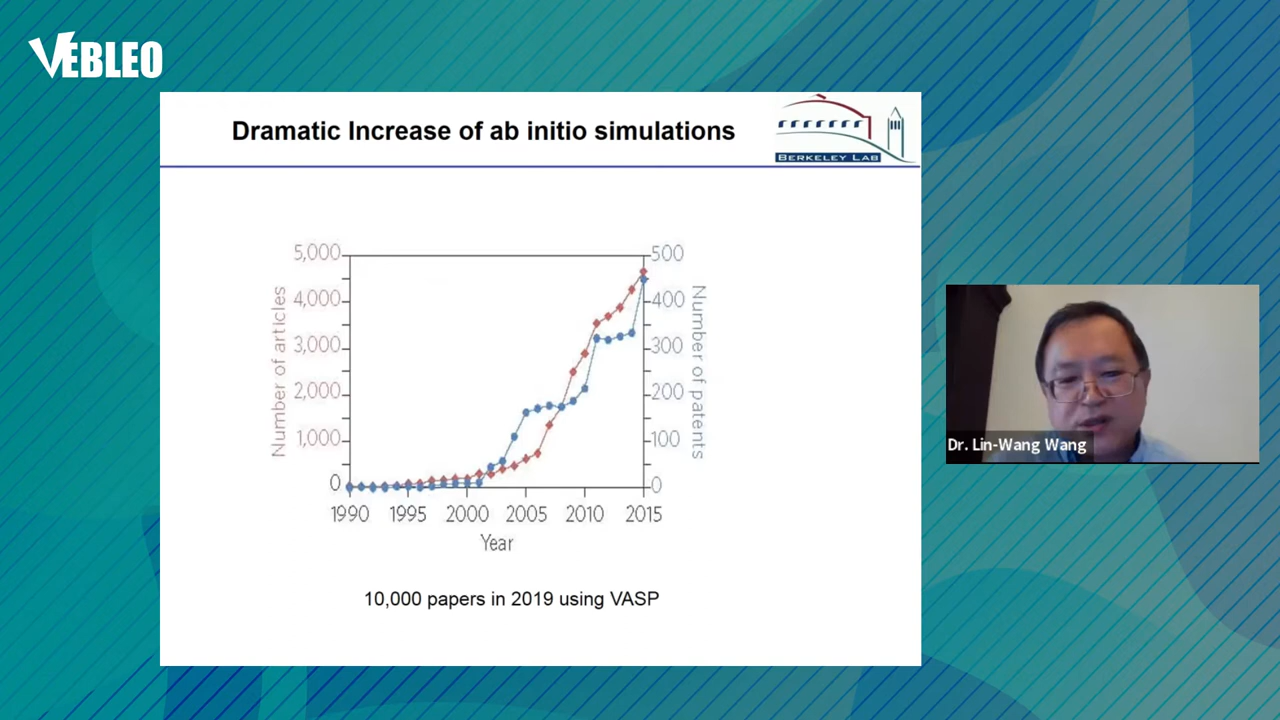 VEBLEO
Dramatic Increase of ab initio simulations
BERKELEY LAB
5,000
4,000
3,000
2,000
1,000
0
Number of articles
500
400
300
200
100
0
Number of patents
1990 1995 2000 2005 2010 2015
Year
10,000 papers in 2019 using VASP
Dr. Lin-Wang Wang